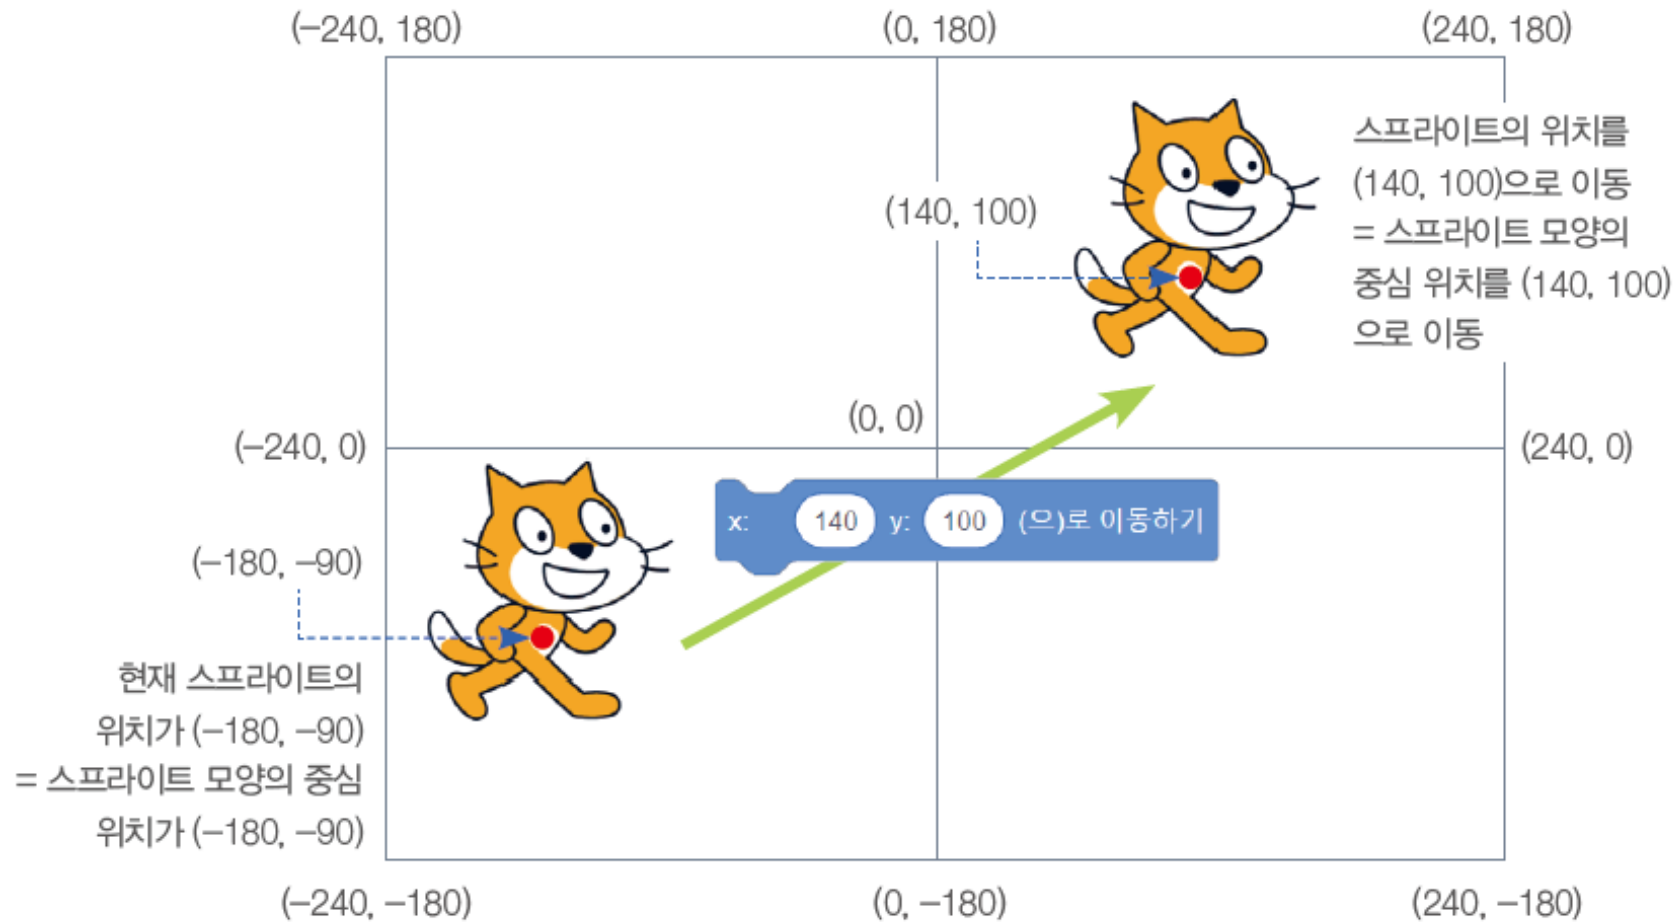 (–240, 180)
(0, 180)
(240, 180)
스프라이트의 위치를
(140, 100)으로 이동
= 스프라이트 모양의
중심 위치를 (140, 100)
으로 이동
(140, 100)
(0, 0)
(–240, 0)
(240, 0)
x: 140 y: 100 (으)로 이동하기
(–180, –90)
현재 스프라이트의
위치가 (–180, –90)
= 스프라이트 모양의 중심
위치가 (–180, –90)
(–240, –180)
(0, –180)
(240, –180)